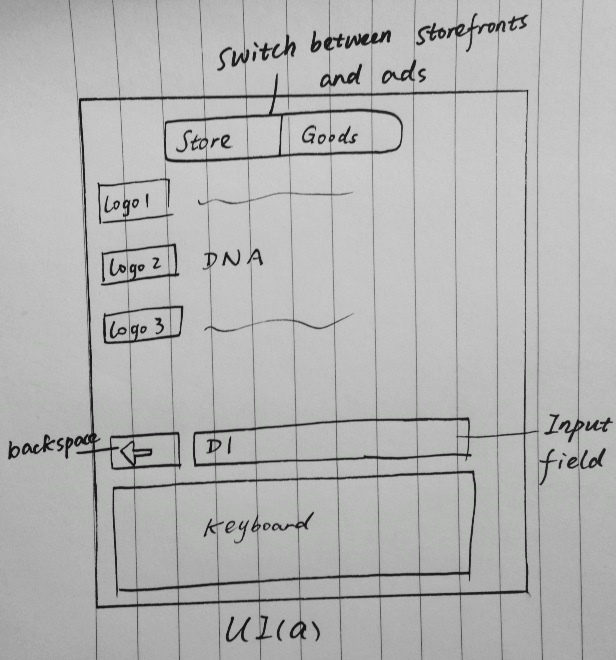 Switch between storefronts
and ads
Store Goods
Logo 1
Logo 2 DNA
Logo 3
backspace D1 Input
field
Keyboard
UI(a)